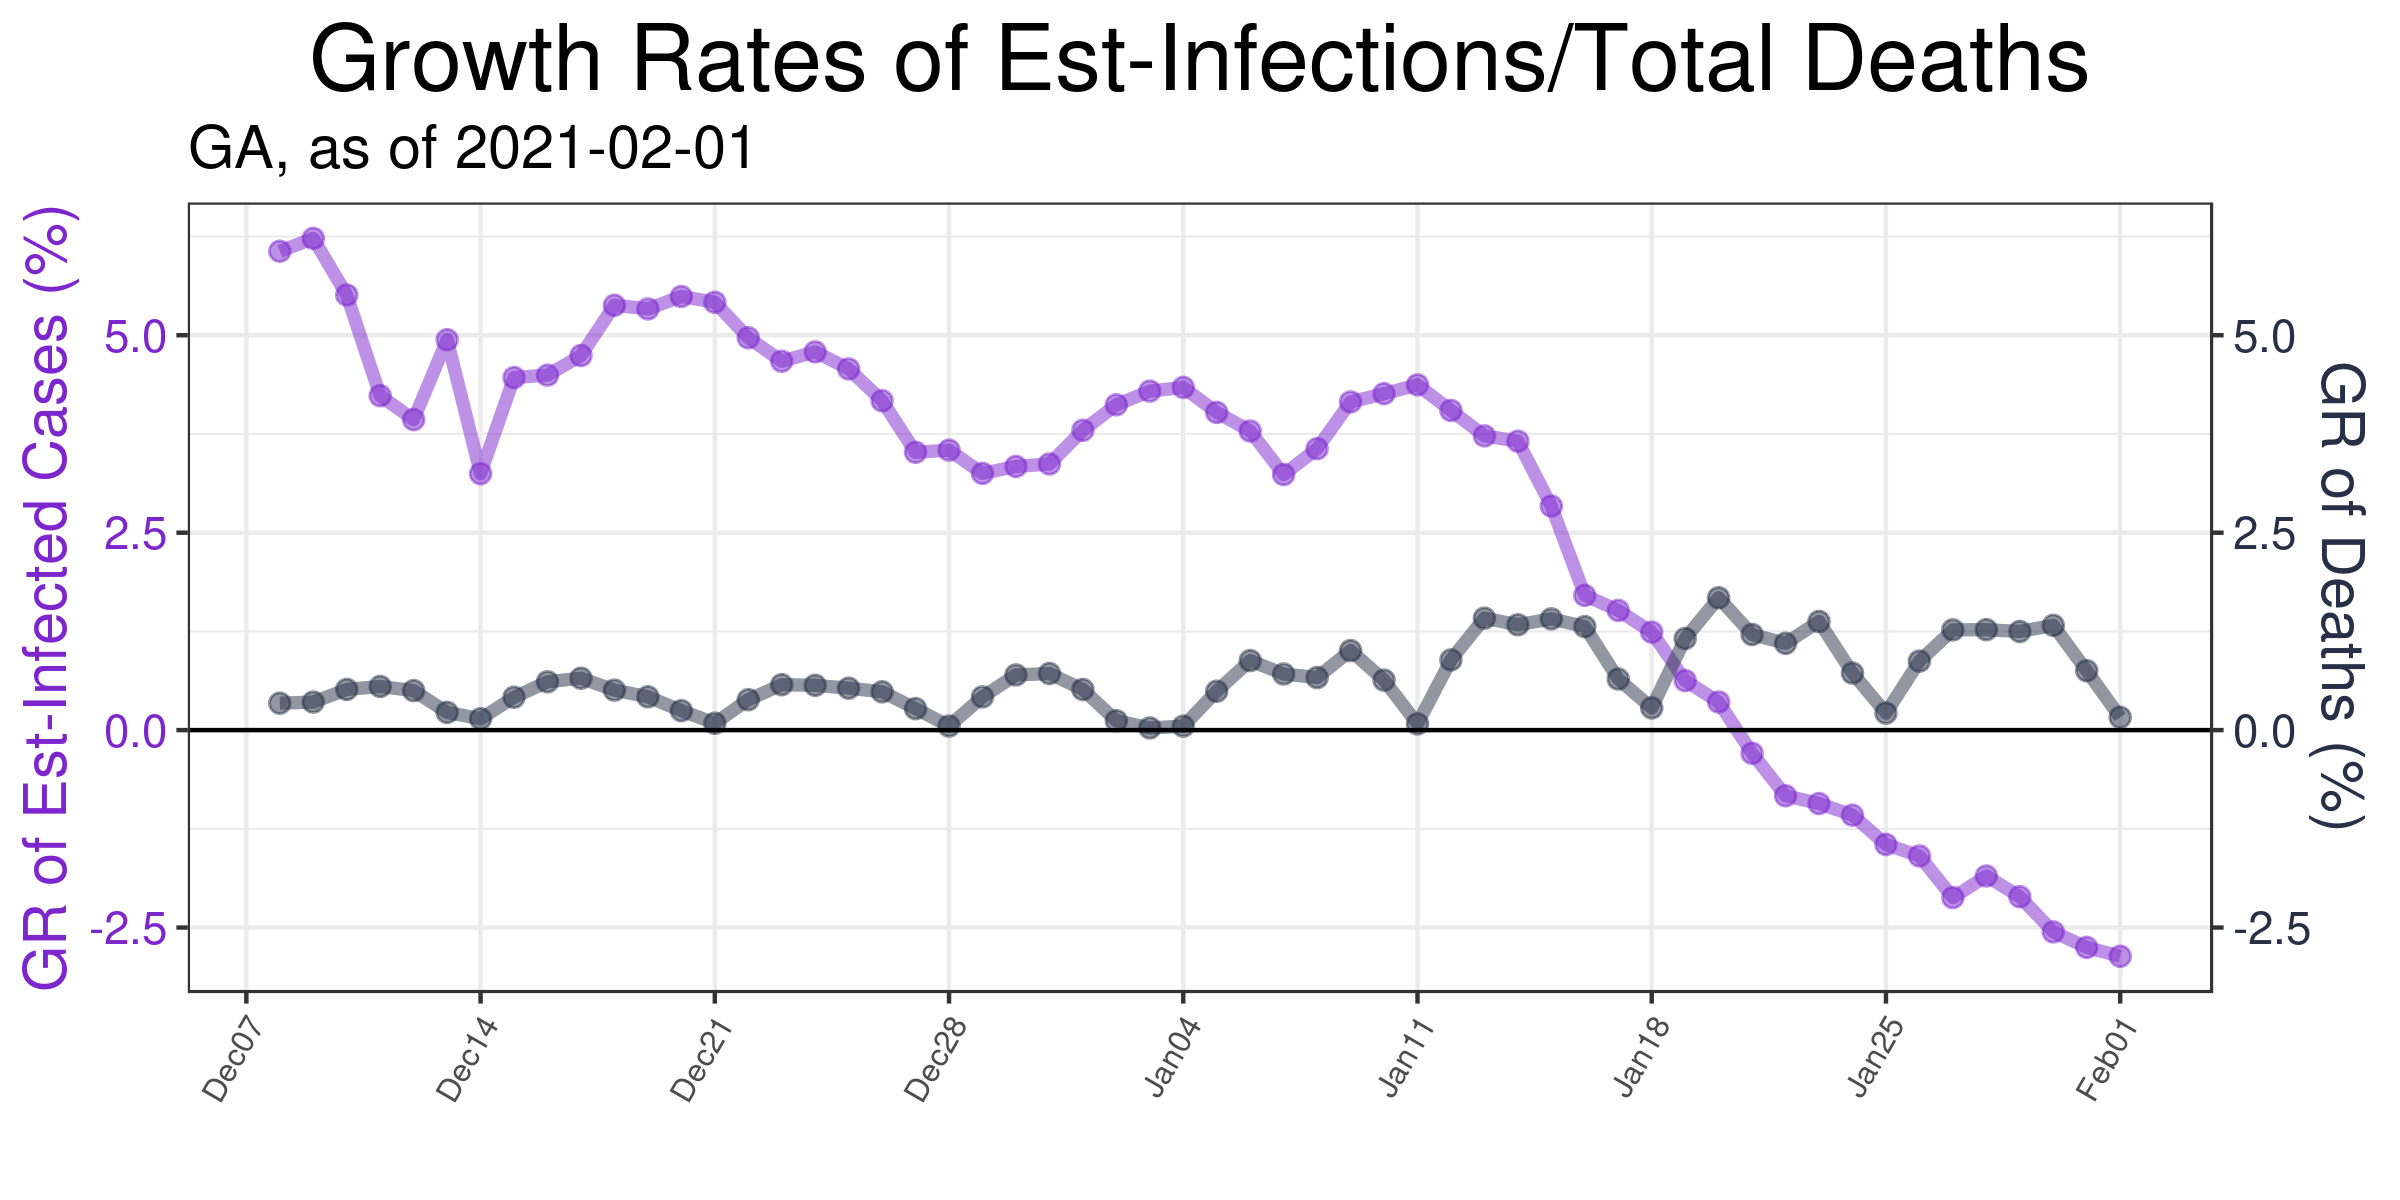 Growth Rates of Est-Infections/Total Deaths
GA, as of 2021-02-01
GR of Est-Infected Cases (%)
5.0
2.5
0.0
-2.5
5.0
2.5
0.0
-2.5
GR of Deaths (%)
Dec07
Dec14
Dec21
Dec28
Jan04
Jan11
Jan18
Jan25
Feb01